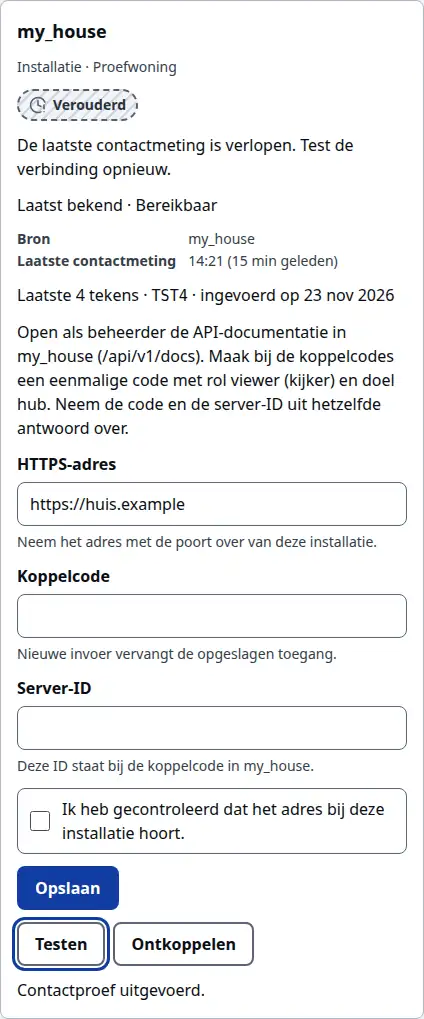 my_house
Installatie · Proefwoning
Verouderd
De laatste contactmeting is verlopen. Test de
verbinding opnieuw.
Laatst bekend · Bereikbaar
Bron my_house
Laatste contactmeting 14:21 (15 min geleden)
Laatste 4 tekens · TST4 · ingevoerd op 23 nov 2026
Open als beheerder de API-documentatie in
my_house (/api/v1/docs). Maak bij de koppelcodes
een eenmalige code met rol viewer (kijker) en doel
hub. Neem de code en de server-ID uit hetzelfde
antwoord over.
HTTPS-adres
https://huis.example
Neem het adres met de poort over van deze installatie.
Koppelcode
Nieuwe invoer vervangt de opgeslagen toegang.
Server-ID
Deze ID staat bij de koppelcode in my_house.
Ik heb gecontroleerd dat het adres bij deze
installatie hoort.
Opslaan
Testen Ontkoppelen
Contactproef uitgevoerd.